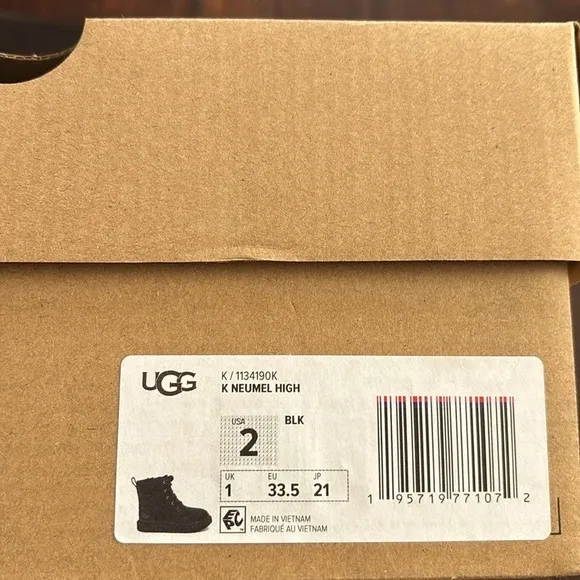 UGG
K / 1134190K
K NEUMEL HIGH
USA
2
BLK
UK EU JP
1 33.5 21
MADE IN VIETNAM
FABRIQUÉ AU VIETNAM
1 95719 77107 2